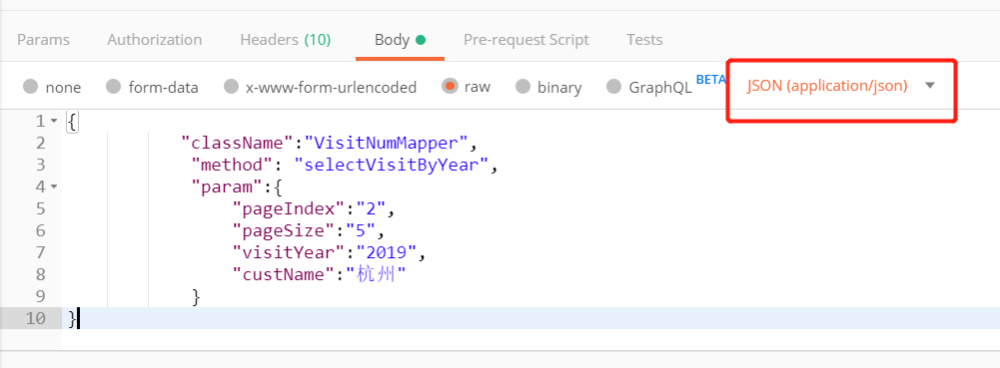 Params Authorization Headers (10) Body Pre-request Script Tests
none form-data x-www-form-urlencoded raw binary GraphQL BETA JSON (application/json)
1 {
2 "className":"VisitNumMapper",
3 "method": "selectVisitByYear",
4 "param":{
5 "pageIndex":"2",
6 "pageSize":"5",
7 "visitYear":"2019",
8 "custName":"杭州"
9 }
10 }